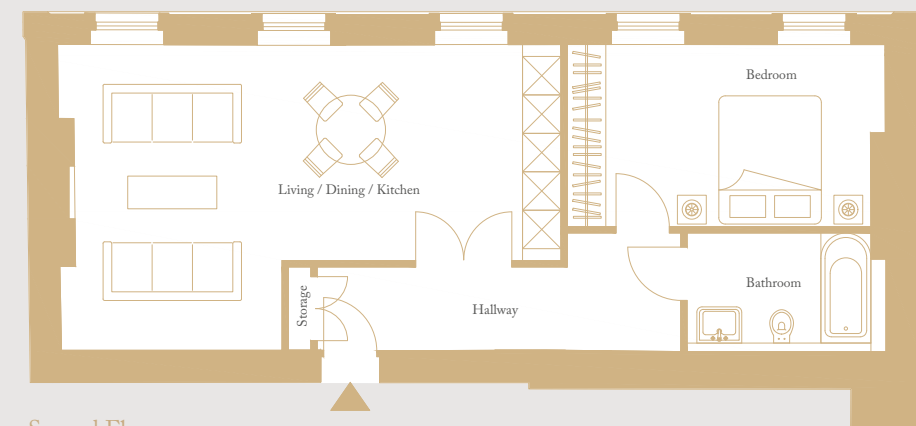 Bedroom
Living / Dining / Kitchen
Storage
Bathroom
Hallway